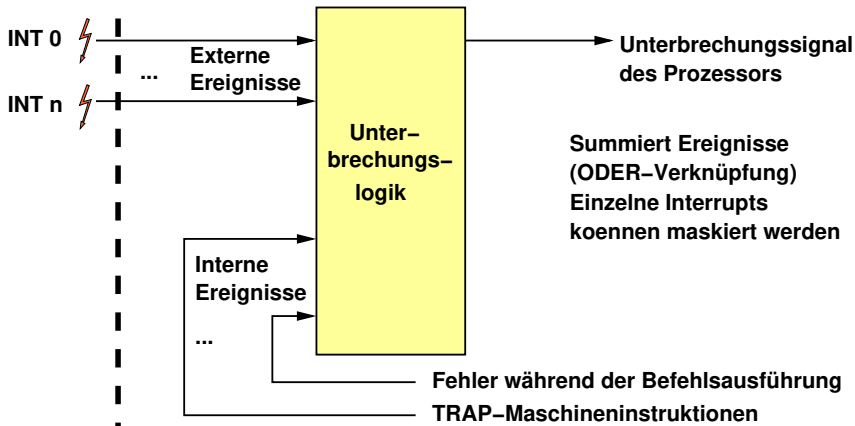 INT 0
Externe
...
Ereignisse
INT n
Unter–
brechungs–
logik
Unterbrechungssignal
des Prozessors
Summiert Ereignisse
(ODER–Verknüpfung)
Einzelne Interrupts
koennen maskiert werden
Interne
Ereignisse
...
Fehler während der Befehlsausführung
TRAP–Maschineninstruktionen